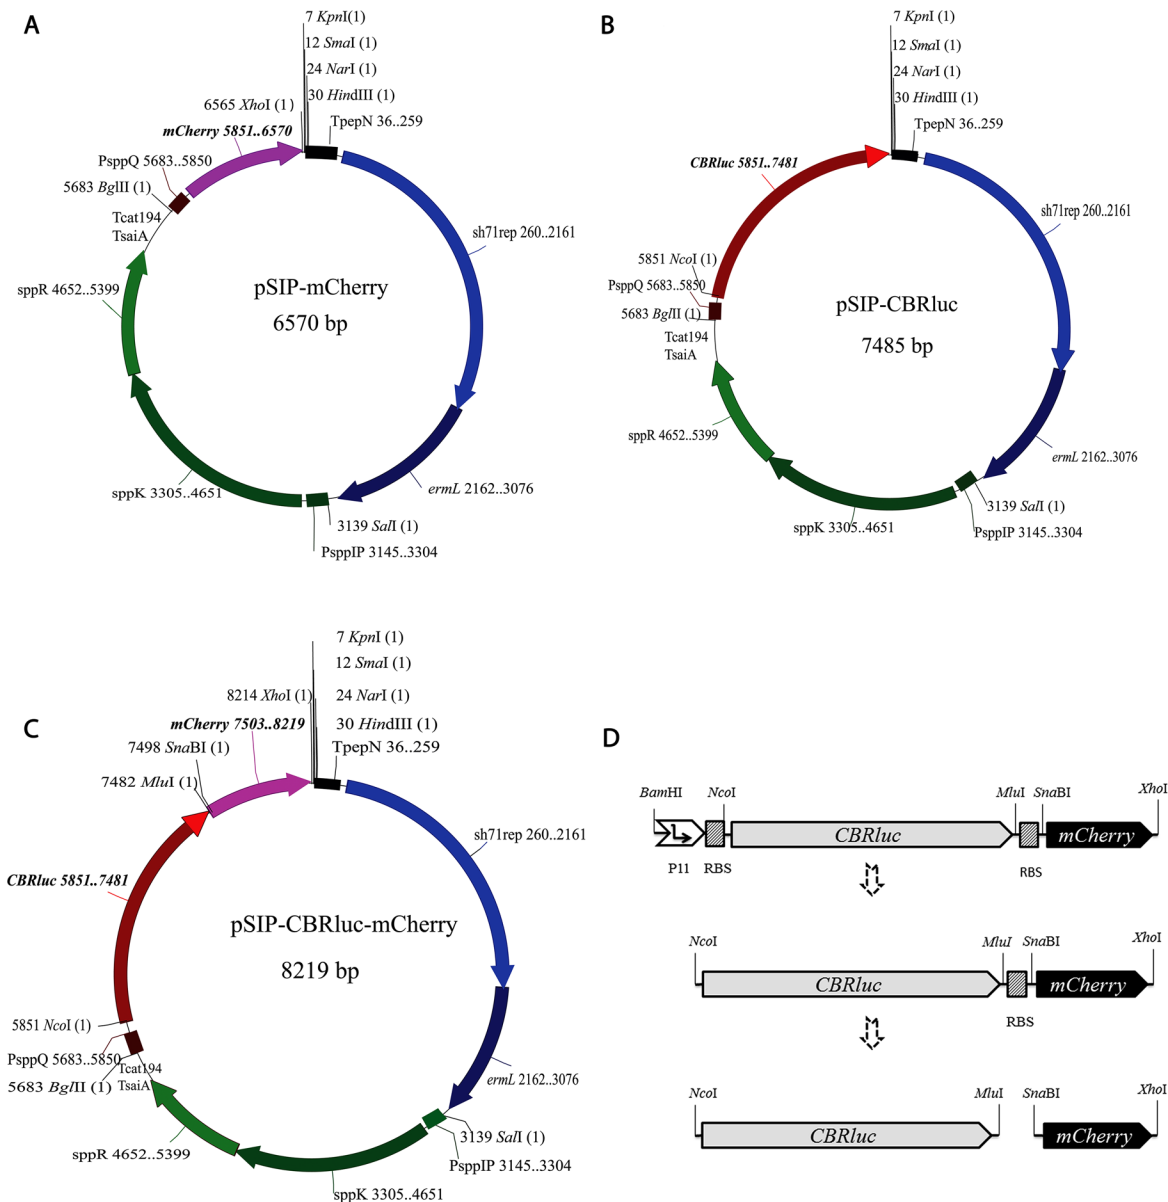 A
7 KpnI(1)
12 SmaI (1)
24 NarI (1)
30 HindIII (1)
6565 XhoI (1)
TpepN 36..259
mCherry 5851..6570
PsppQ 5683..5850
5683 BglII (1)
Tcat194
TsaiA
sh71rep 260..2161
sppR 4652..5399
pSIP-mCherry
6570 bp
ermL 2162..3076
sppK 3305..4651
3139 SalI (1)
PsppIP 3145..3304
B
7 KpnI (1)
12 SmaI (1)
24 NarI (1)
30 HindIII (1)
TpepN 36..259
CBRluc 5851..7481
sh71rep 260..2161
5851 NcoI (1)
PsppQ 5683..5850
5683 BglII (1)
Tcat194
TsaiA
pSIP-CBRluc
7485 bp
sppR 4652..5399
ermL 2162..3076
3139 SalI (1)
sppK 3305..4651
PsppIP 3145..3304
C
7 KpnI (1)
12 SmaI (1)
8214 XhoI (1)
24 NarI (1)
mCherry 7503..8219
30 HindIII (1)
7498 SnaBI (1)
TpepN 36..259
7482 MluI (1)
sh71rep 260..2161
CBRluc 5851..7481
pSIP-CBRluc-mCherry
8219 bp
5851 NcoI (1)
PsppQ 5683..5850
Tcat194
5683 BglII (1)
TsaiA
ermL 2162..3076
3139 SalI (1)
sppR 4652..5399
PsppIP 3145..3304
sppK 3305..4651
D
BamHI
NcoI
MluI
SnaBI
XhoI
CBRluc
mCherry
P11
RBS
RBS
NcoI
MluI
SnaBI
XhoI
CBRluc
mCherry
RBS
NcoI
MluI
SnaBI
XhoI
CBRluc
mCherry